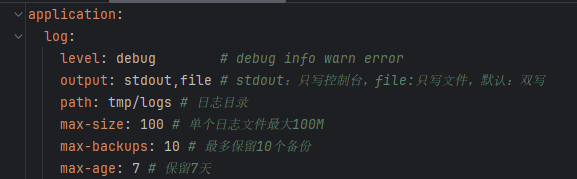 application:
log:
level: debug # debug info warn error
output: stdout,file # stdout：只写控制台，file:只写文件，默认：双写
path: tmp/logs # 日志目录
max-size: 100 # 单个日志文件最大100M
max-backups: 10 # 最多保留10个备份
max-age: 7 # 保留7天